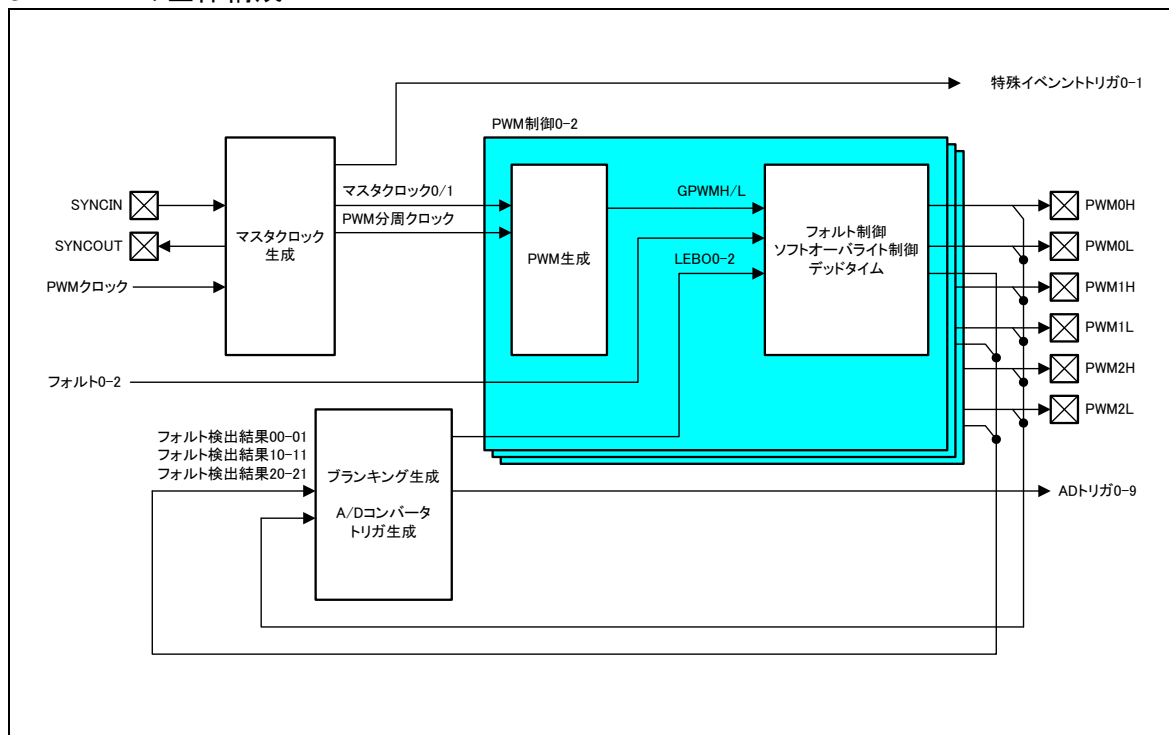 特殊イベンントトリガ0-1
PWM制御0-2
SYNCIN
SYNCOUT
PWMクロック
マスタクロック
生成
マスタクロック0/1
PWM分周クロック
PWM生成
GPWMH/L
LEBO0-2
フォルト制御
ソフトオーバライト制御
デッドタイム
PWM0H
PWM0L
PWM1H
PWM1L
PWM2H
PWM2L
フォルト0-2
フォルト検出結果00-01
フォルト検出結果10-11
フォルト検出結果20-21
ブランキング生成
A/Dコンバータ
トリガ生成
ADトリガ0-9